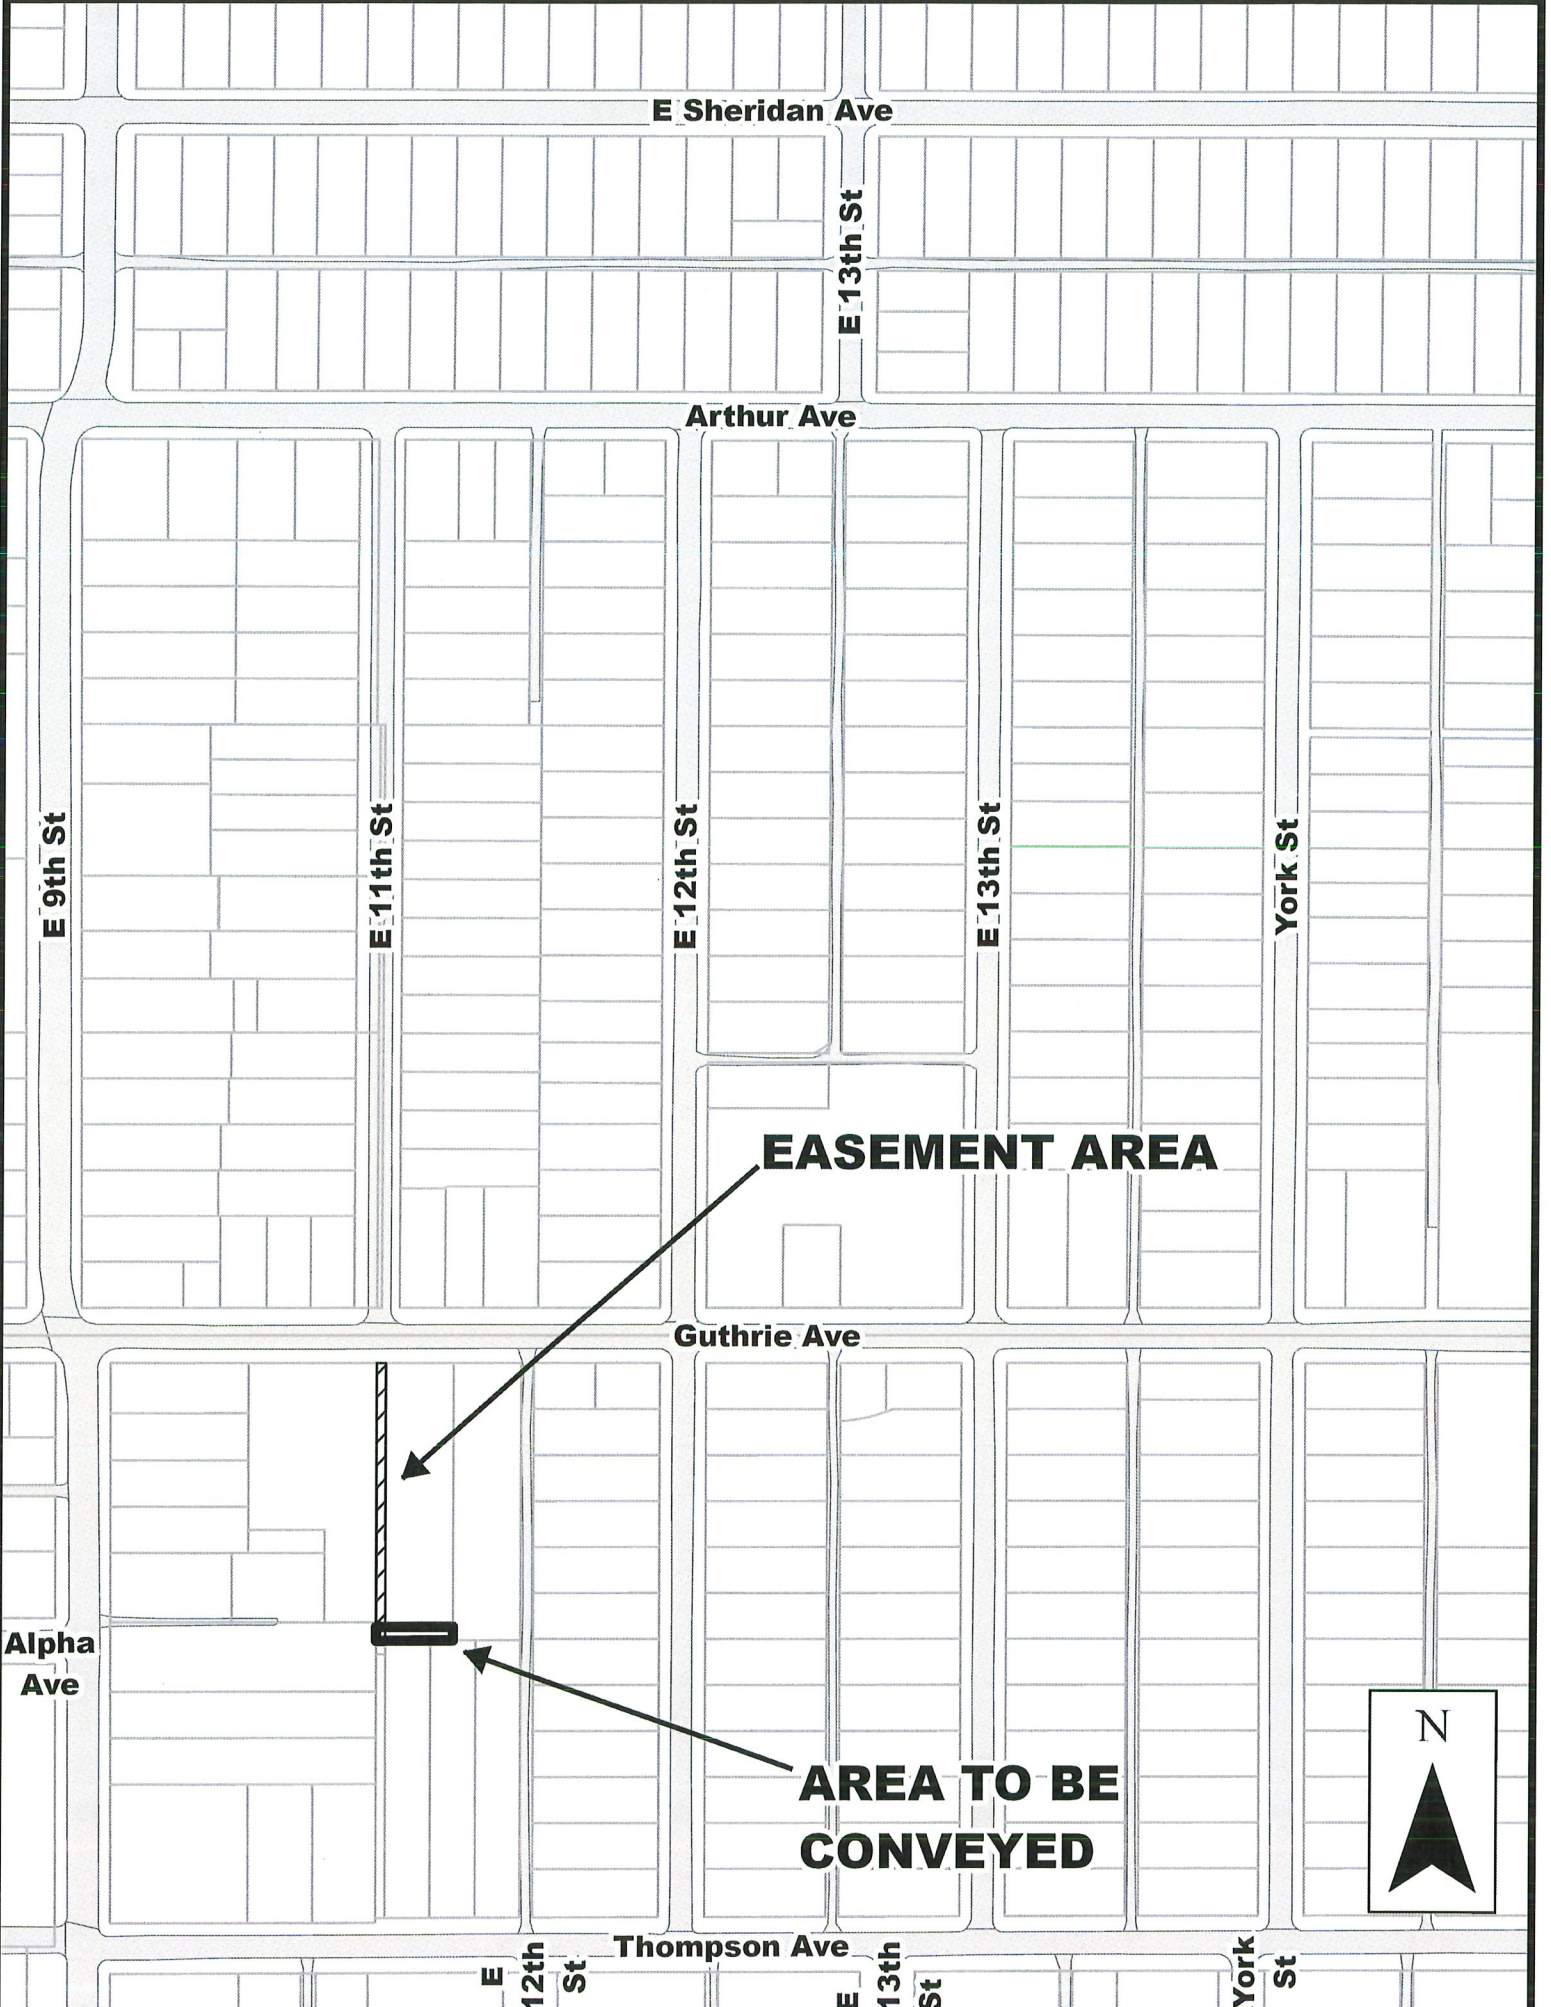 E Sheridan Ave
E 13th St
Arthur Ave
E 9th St
E 11th St
E 12th St
E 13th St
York St
EASEMENT AREA
Guthrie Ave
Alpha
Ave
N
AREA TO BE
CONVEYED
Thompson Ave
E
12th
St
E
13th
St
York
St